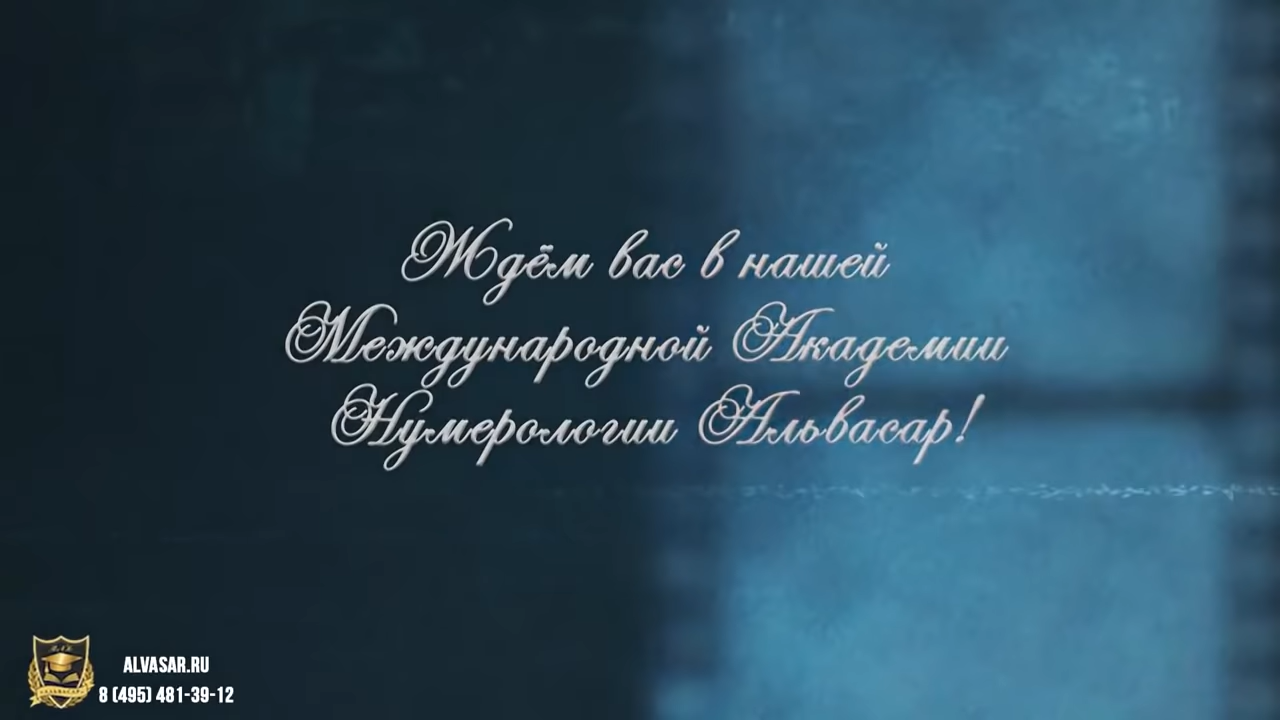 Ждём вас в нашей
Международной Академии
Нумерологии Альвасар!
ALVASAR.RU
8 (495) 481-39-12